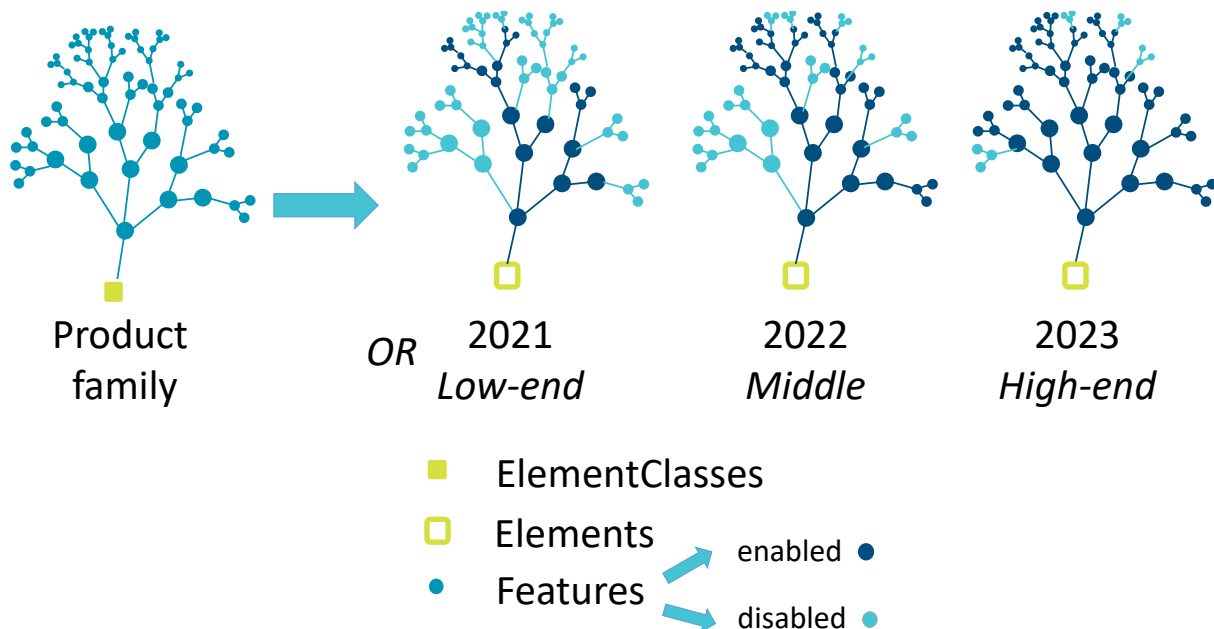 Product
family
OR
2021
Low-end
2022
Middle
2023
High-end
ElementClasses
Elements
Features
enabled
disabled